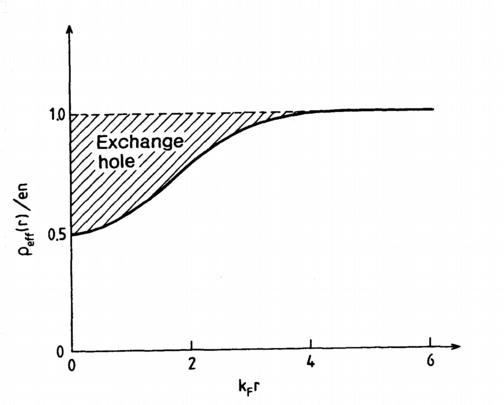 1.0
Exchange
hole
0.5
ρeff(r)/en
0
0
2
4
6
kFr